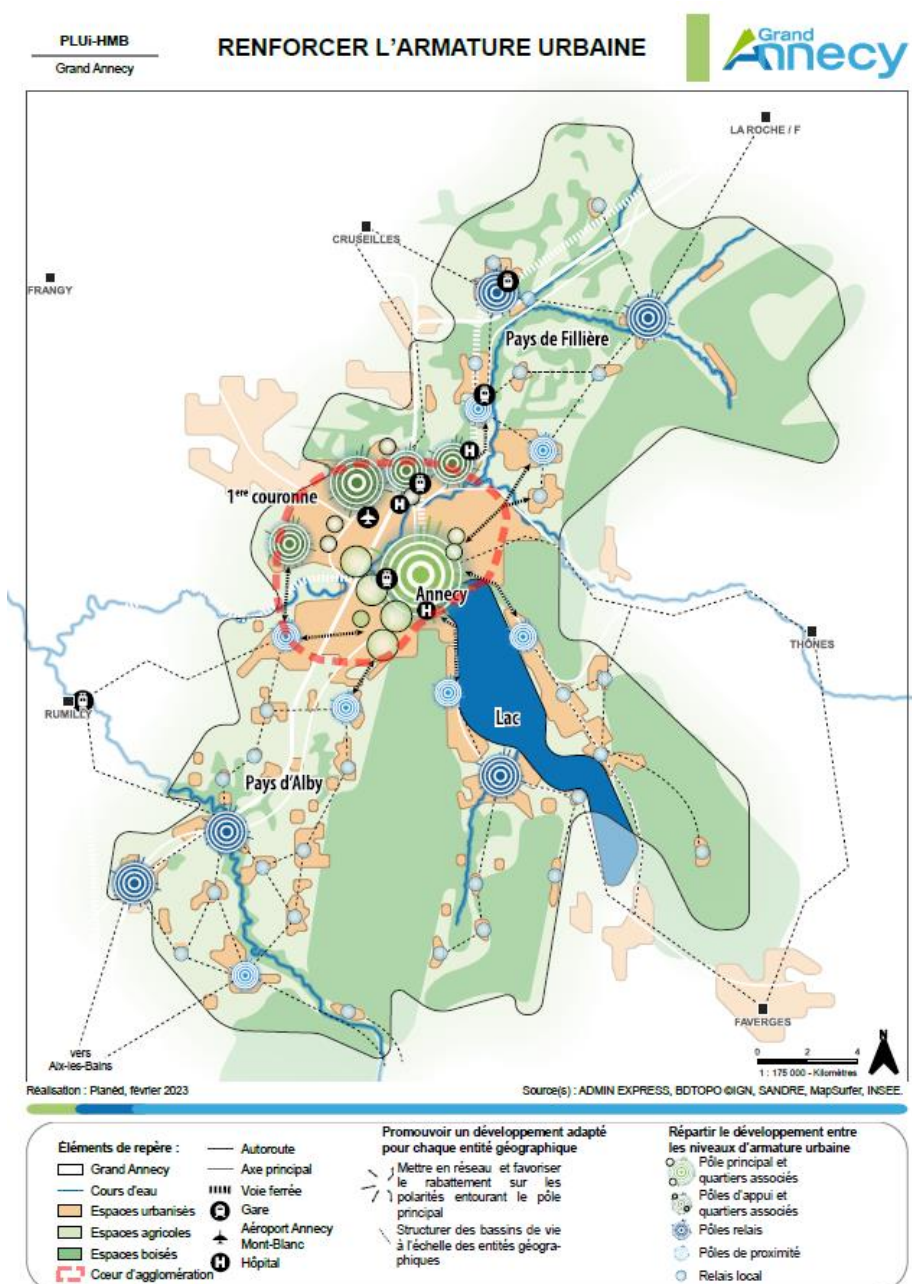 PLUi-HMB
Grand Annecy
RENFORCER L'ARMATURE URBAINE
Grand
Annecy
LA ROCHE / F
CRUSEILLES
FRANGY
Pays de Fillière
1ere couronne
Annecy
THÔNES
RUMILLY
Lac
Pays d'Alby
FAVERGES
vers
Aix-les-Bains
N
0 2 4
1 : 175 000 - Kilomètres
Réalisation : Planèd, février 2023
Source(s) : ADMIN EXPRESS, BDTOPO ©IGN, SANDRE, MapSurfer, INSEE.
Éléments de repère :
Grand Annecy
Cours d'eau
Espaces urbanisés
Espaces agricoles
Espaces boisés
Cœur d'agglomération
Autoroute
Axe principal
Voie ferrée
Gare
Aéroport Annecy
Mont-Blanc
Hôpital
Promouvoir un développement adapté
pour chaque entité géographique
Mettre en réseau et favoriser
le rabattement sur les
polarités entourant le pôle
principal
Structurer des bassins de vie
à l'échelle des entités géogra-
phiques
Répartir le développement entre
les niveaux d'armature urbaine
Pôle principal et
quartiers associés
Pôles d'appui et
quartiers associés
Pôles relais
Pôles de proximité
Relais local